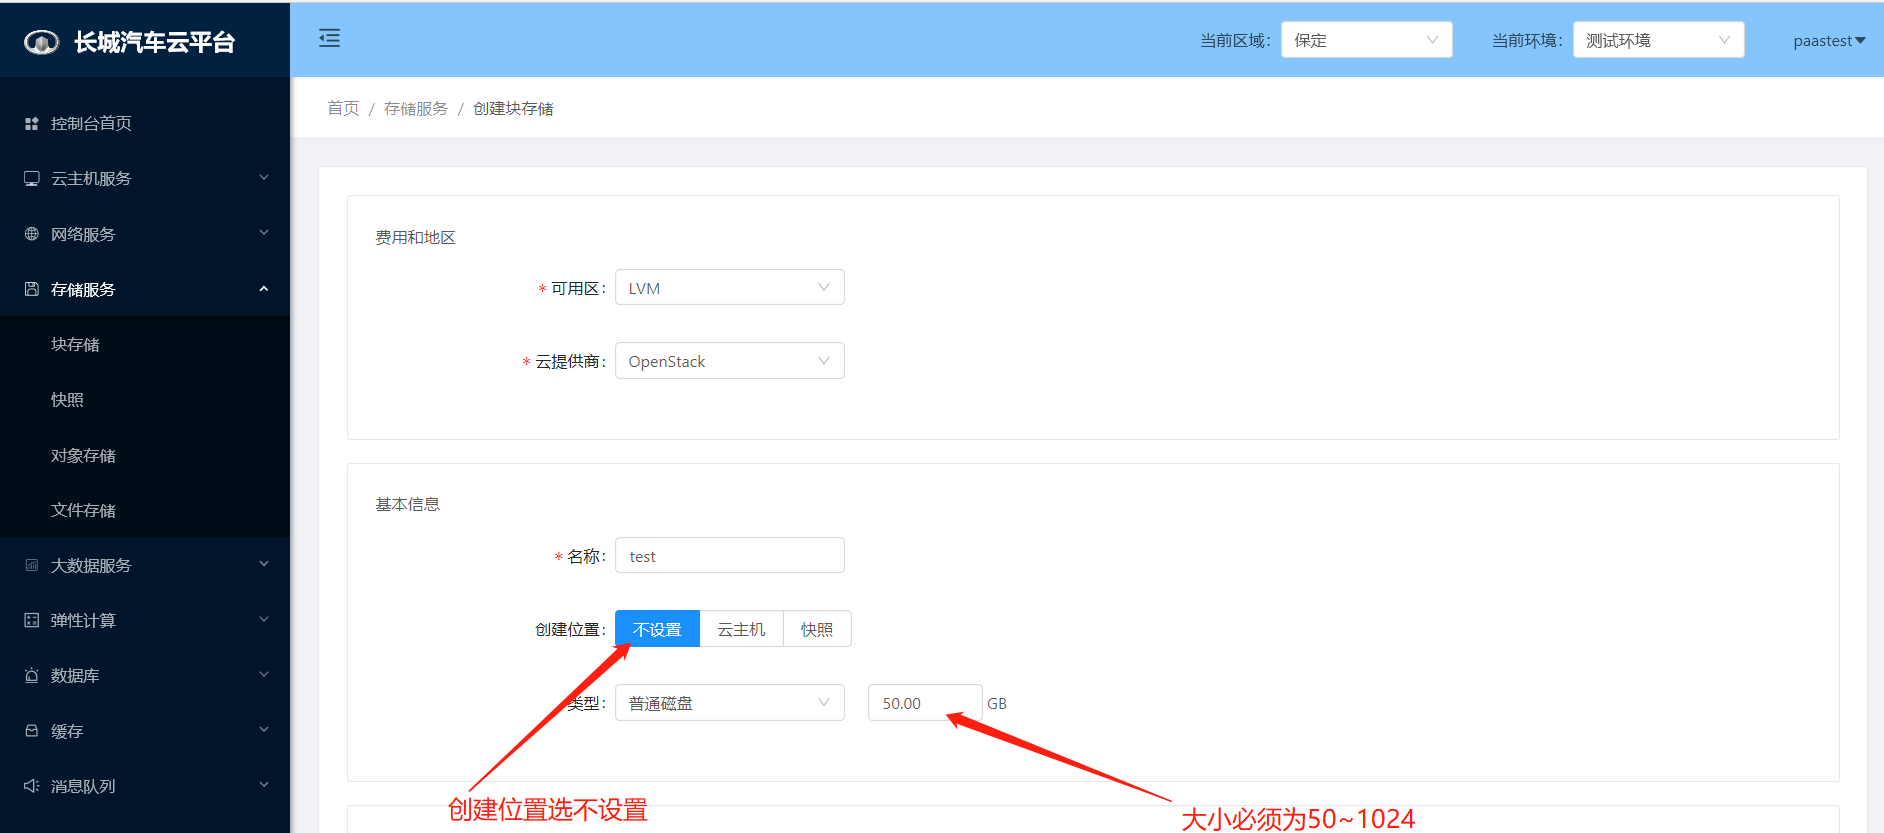 长城汽车云平台
当前区域: 保定 当前环境: 测试环境 paastest
首页 / 存储服务 / 创建块存储
控制台首页
云主机服务
网络服务
存储服务
块存储
快照
对象存储
文件存储
大数据服务
弹性计算
数据库
缓存
消息队列
费用和地区
* 可用区: LVM
* 云提供商: OpenStack
基本信息
* 名称: test
创建位置: 不设置 云主机 快照
类型: 普通磁盘 50.00 GB
创建位置选不设置
大小必须为50~1024